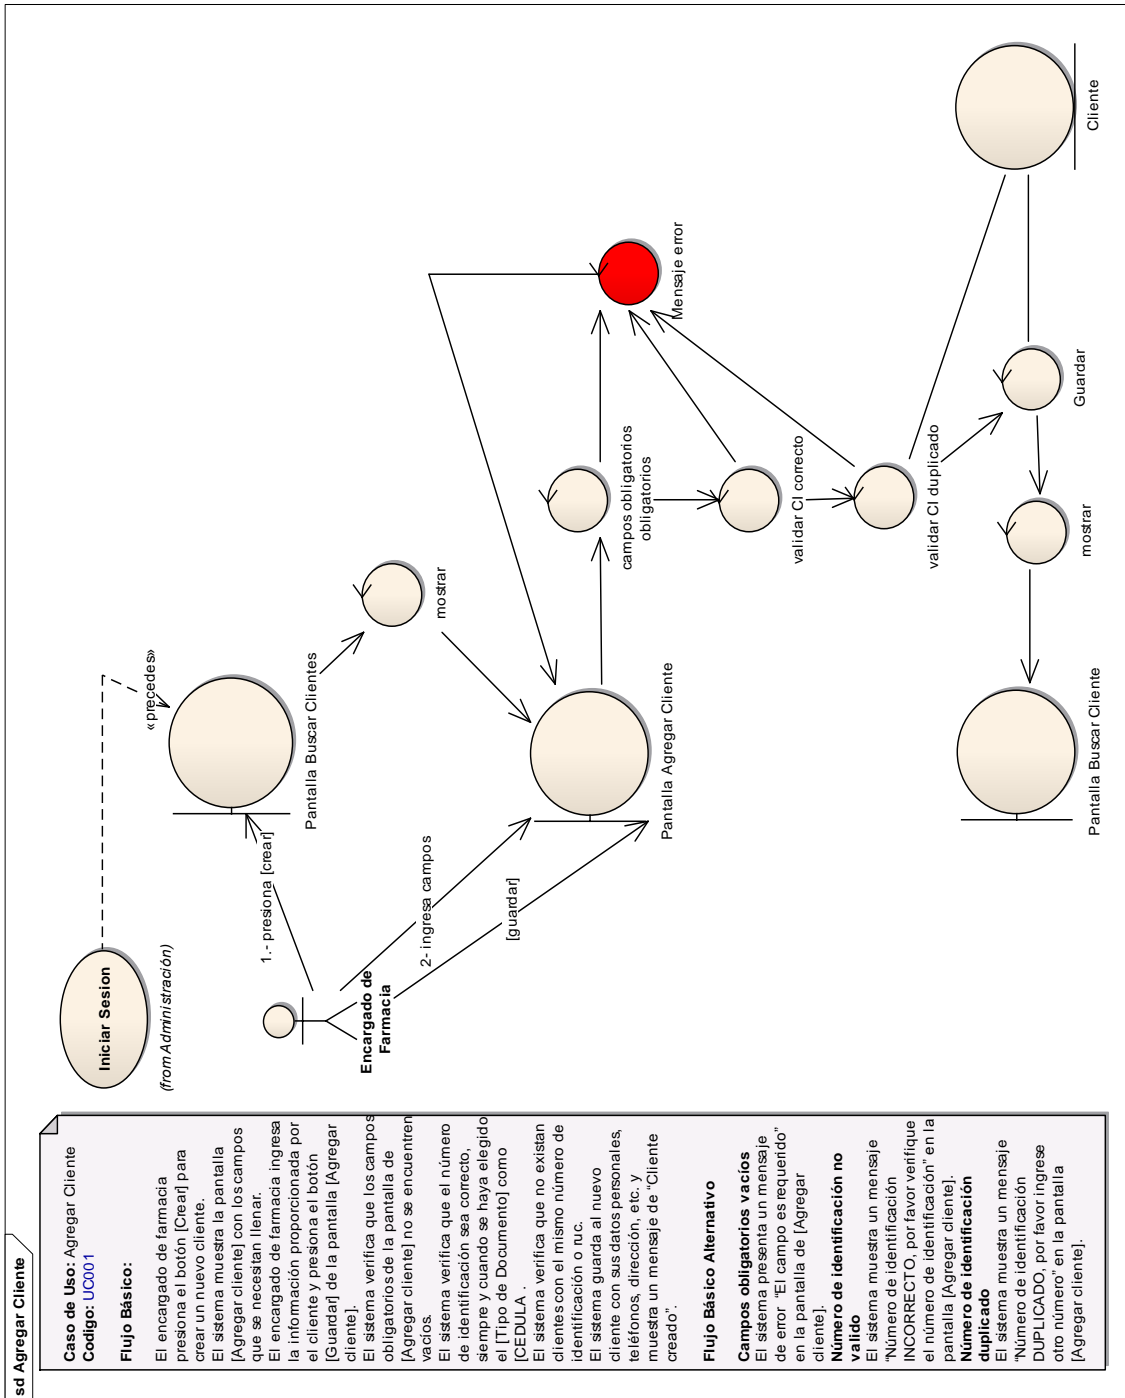 sd Agregar Cliente
Caso de Uso: Agregar Cliente
Codigo: UC001
Flujo Básico:
El encargado de farmacia
presiona el botón [Crear] para
crear un nuevo cliente.
El sistema muestra la pantalla
[Agregar cliente] con los campos
que se necesitan llenar.
El encargado de farmacia ingresa
la información proporcionada por
el cliente y presiona el botón
[Guardar] de la pantalla [Agregar
cliente].
El sistema verifica que los campos
obligatorios de la pantalla de
[Agregar cliente] no se encuentren
vacíos.
El sistema verifica que el número
de identificación sea correcto,
siempre y cuando se haya elegido
el [Tipo de Documento] como
[CEDULA .
El sistema verifica que no existan
clientes con el mismo número de
identificación o ruc.
El sistema guarda al nuevo
cliente con sus datos personales,
teléfonos, dirección, etc. y
muestra un mensaje de “Cliente
creado”.
Flujo Básico Alternativo
Campos obligatorios vacíos
El sistema presenta un mensaje
de error “El campo es requerido”
en la pantalla de [Agregar
cliente].
Número de identificación no
valido
El sistema muestra un mensaje
“Número de identificación
INCORRECTO, por favor verifique
el número de identificación” en la
pantalla [Agregar cliente].
Número de identificación
duplicado
El sistema muestra un mensaje
“Número de identificación
DUPLICADO, por favor ingrese
otro número” en la pantalla
[Agregar cliente].
Iniciar Sesion
(from Administración)
«precedes»
Encargado de
Farmacia
1.- presiona [crear]
2- ingresa campos
[guardar]
Pantalla Buscar Clientes
mostrar
Pantalla Agregar Cliente
campos obligatorios
obligatorios
Mensaje error
validar CI correcto
validar CI duplicado
Guardar
Cliente
mostrar
Pantalla Buscar Cliente